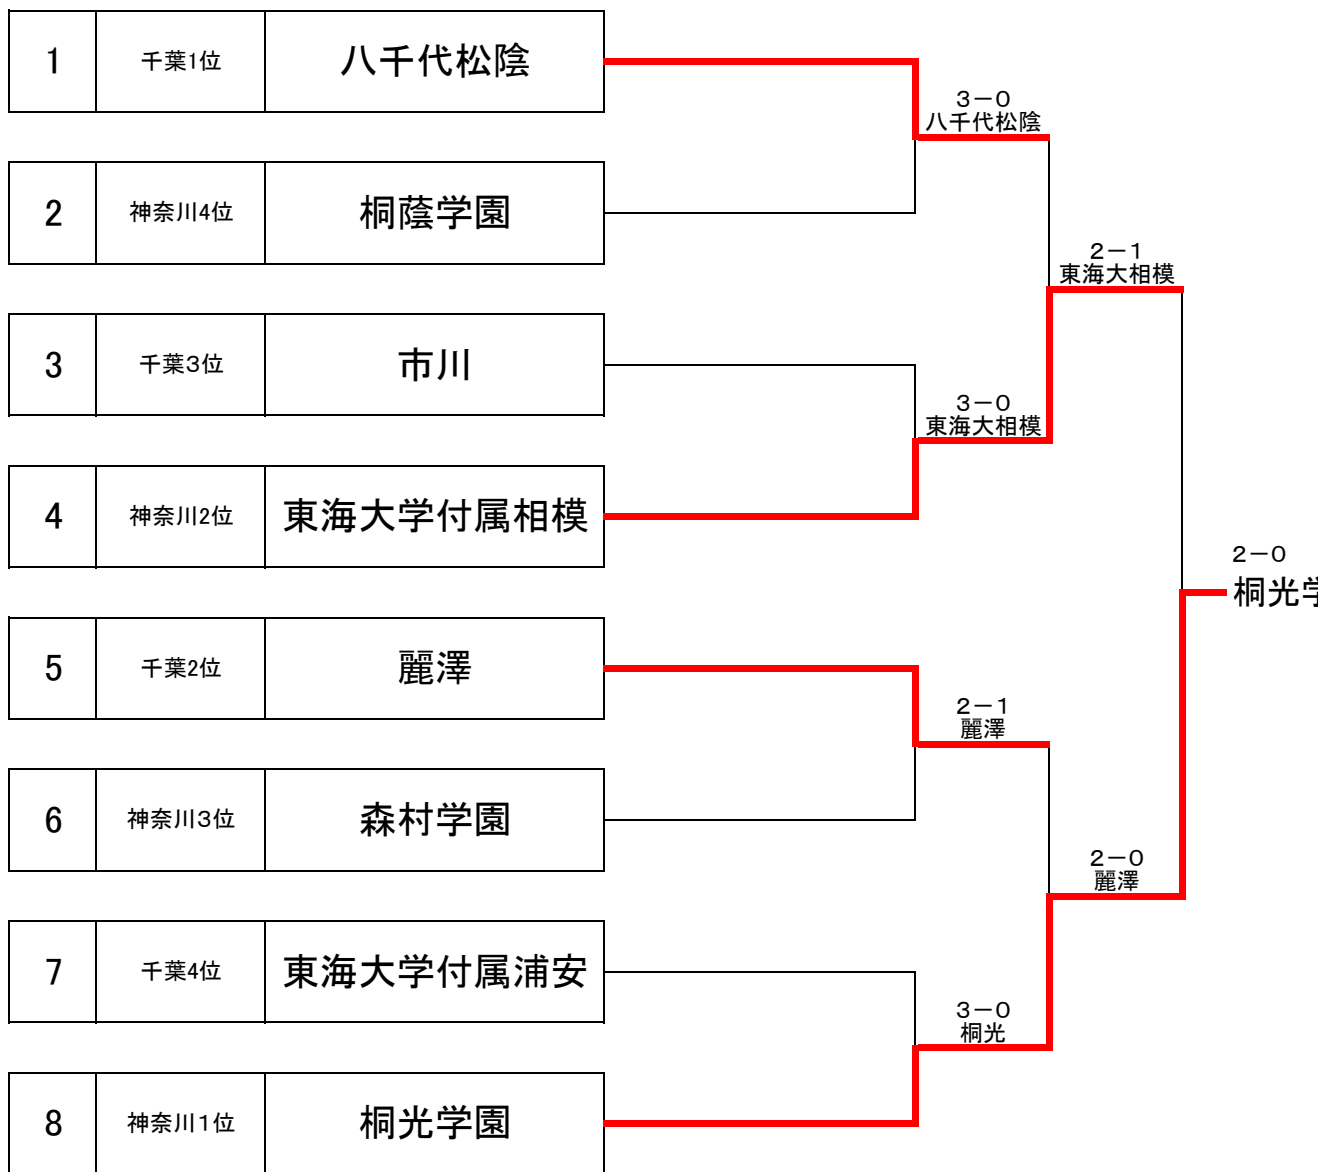 1 千葉1位 八千代松陰
3－0
八千代松陰
2 神奈川4位 桐蔭学園
2－1
東海大相模
3 千葉3位 市川
3－0
東海大相模
4 神奈川2位 東海大学付属相模
2－0
桐光学
5 千葉2位 麗澤
2－1
麗澤
6 神奈川3位 森村学園
2－0
麗澤
7 千葉4位 東海大学付属浦安
3－0
桐光
8 神奈川1位 桐光学園